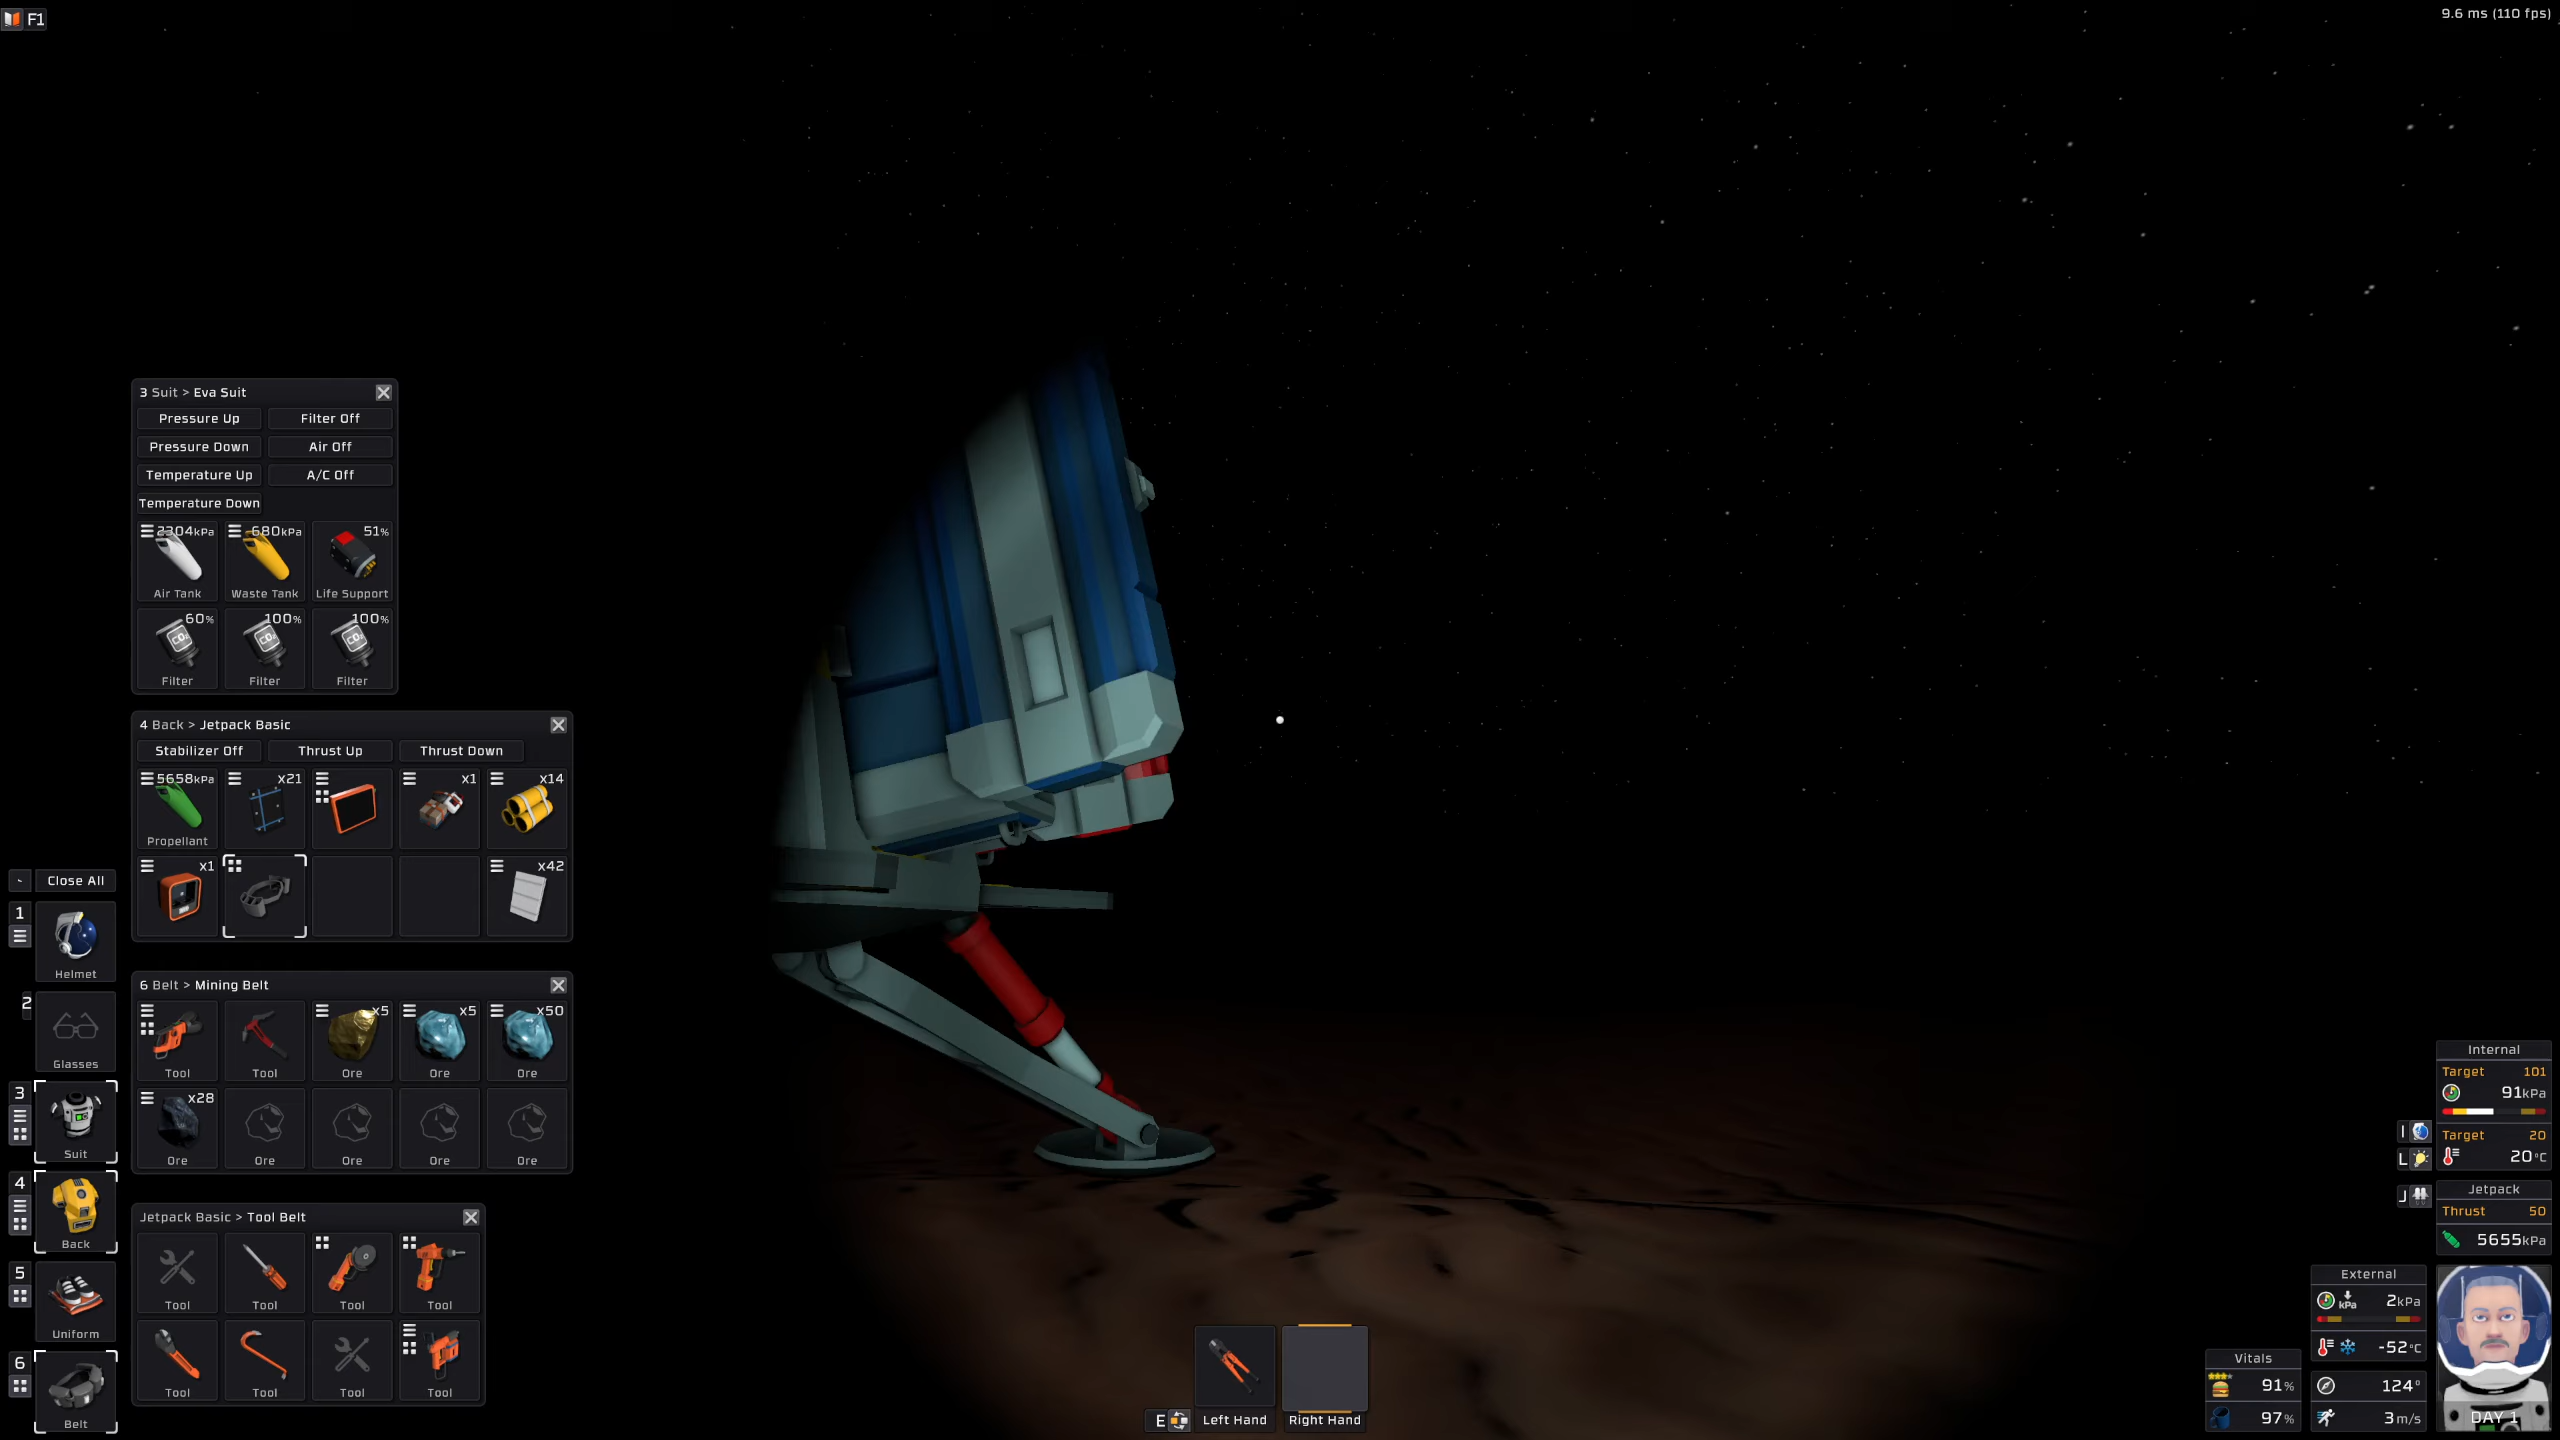 F1
9.6 ms (110 fps)
3 Suit > Eva Suit
Pressure Up
Filter Off
Pressure Down
Air Off
Temperature Up
A/C Off
Temperature Down
2304kPa
680kPa
51%
Air Tank
Waste Tank
Life Support
60%
100%
100%
CO₂
CO₂
CO₂
Filter
Filter
Filter
4 Back > Jetpack Basic
Stabilizer Off
Thrust Up
Thrust Down
5658kPa
x21
x1
x14
Propellant
x1
x42
~
Close All
1
Helmet
2
Glasses
3
Suit
4
Back
5
Uniform
6
Belt
6 Belt > Mining Belt
x5
x5
x50
Tool
Tool
Ore
Ore
Ore
x28
Ore
Ore
Ore
Ore
Ore
Jetpack Basic > Tool Belt
Tool
Tool
Tool
Tool
Tool
Tool
Tool
Tool
E
Left Hand
Right Hand
Internal
Target 101
91kPa
I
Target 20
L
20°C
J
Jetpack
Thrust 50
5655kPa
External
kPa
2kPa
-52°C
124°
3m/s
Vitals
91%
97%
DAY 1